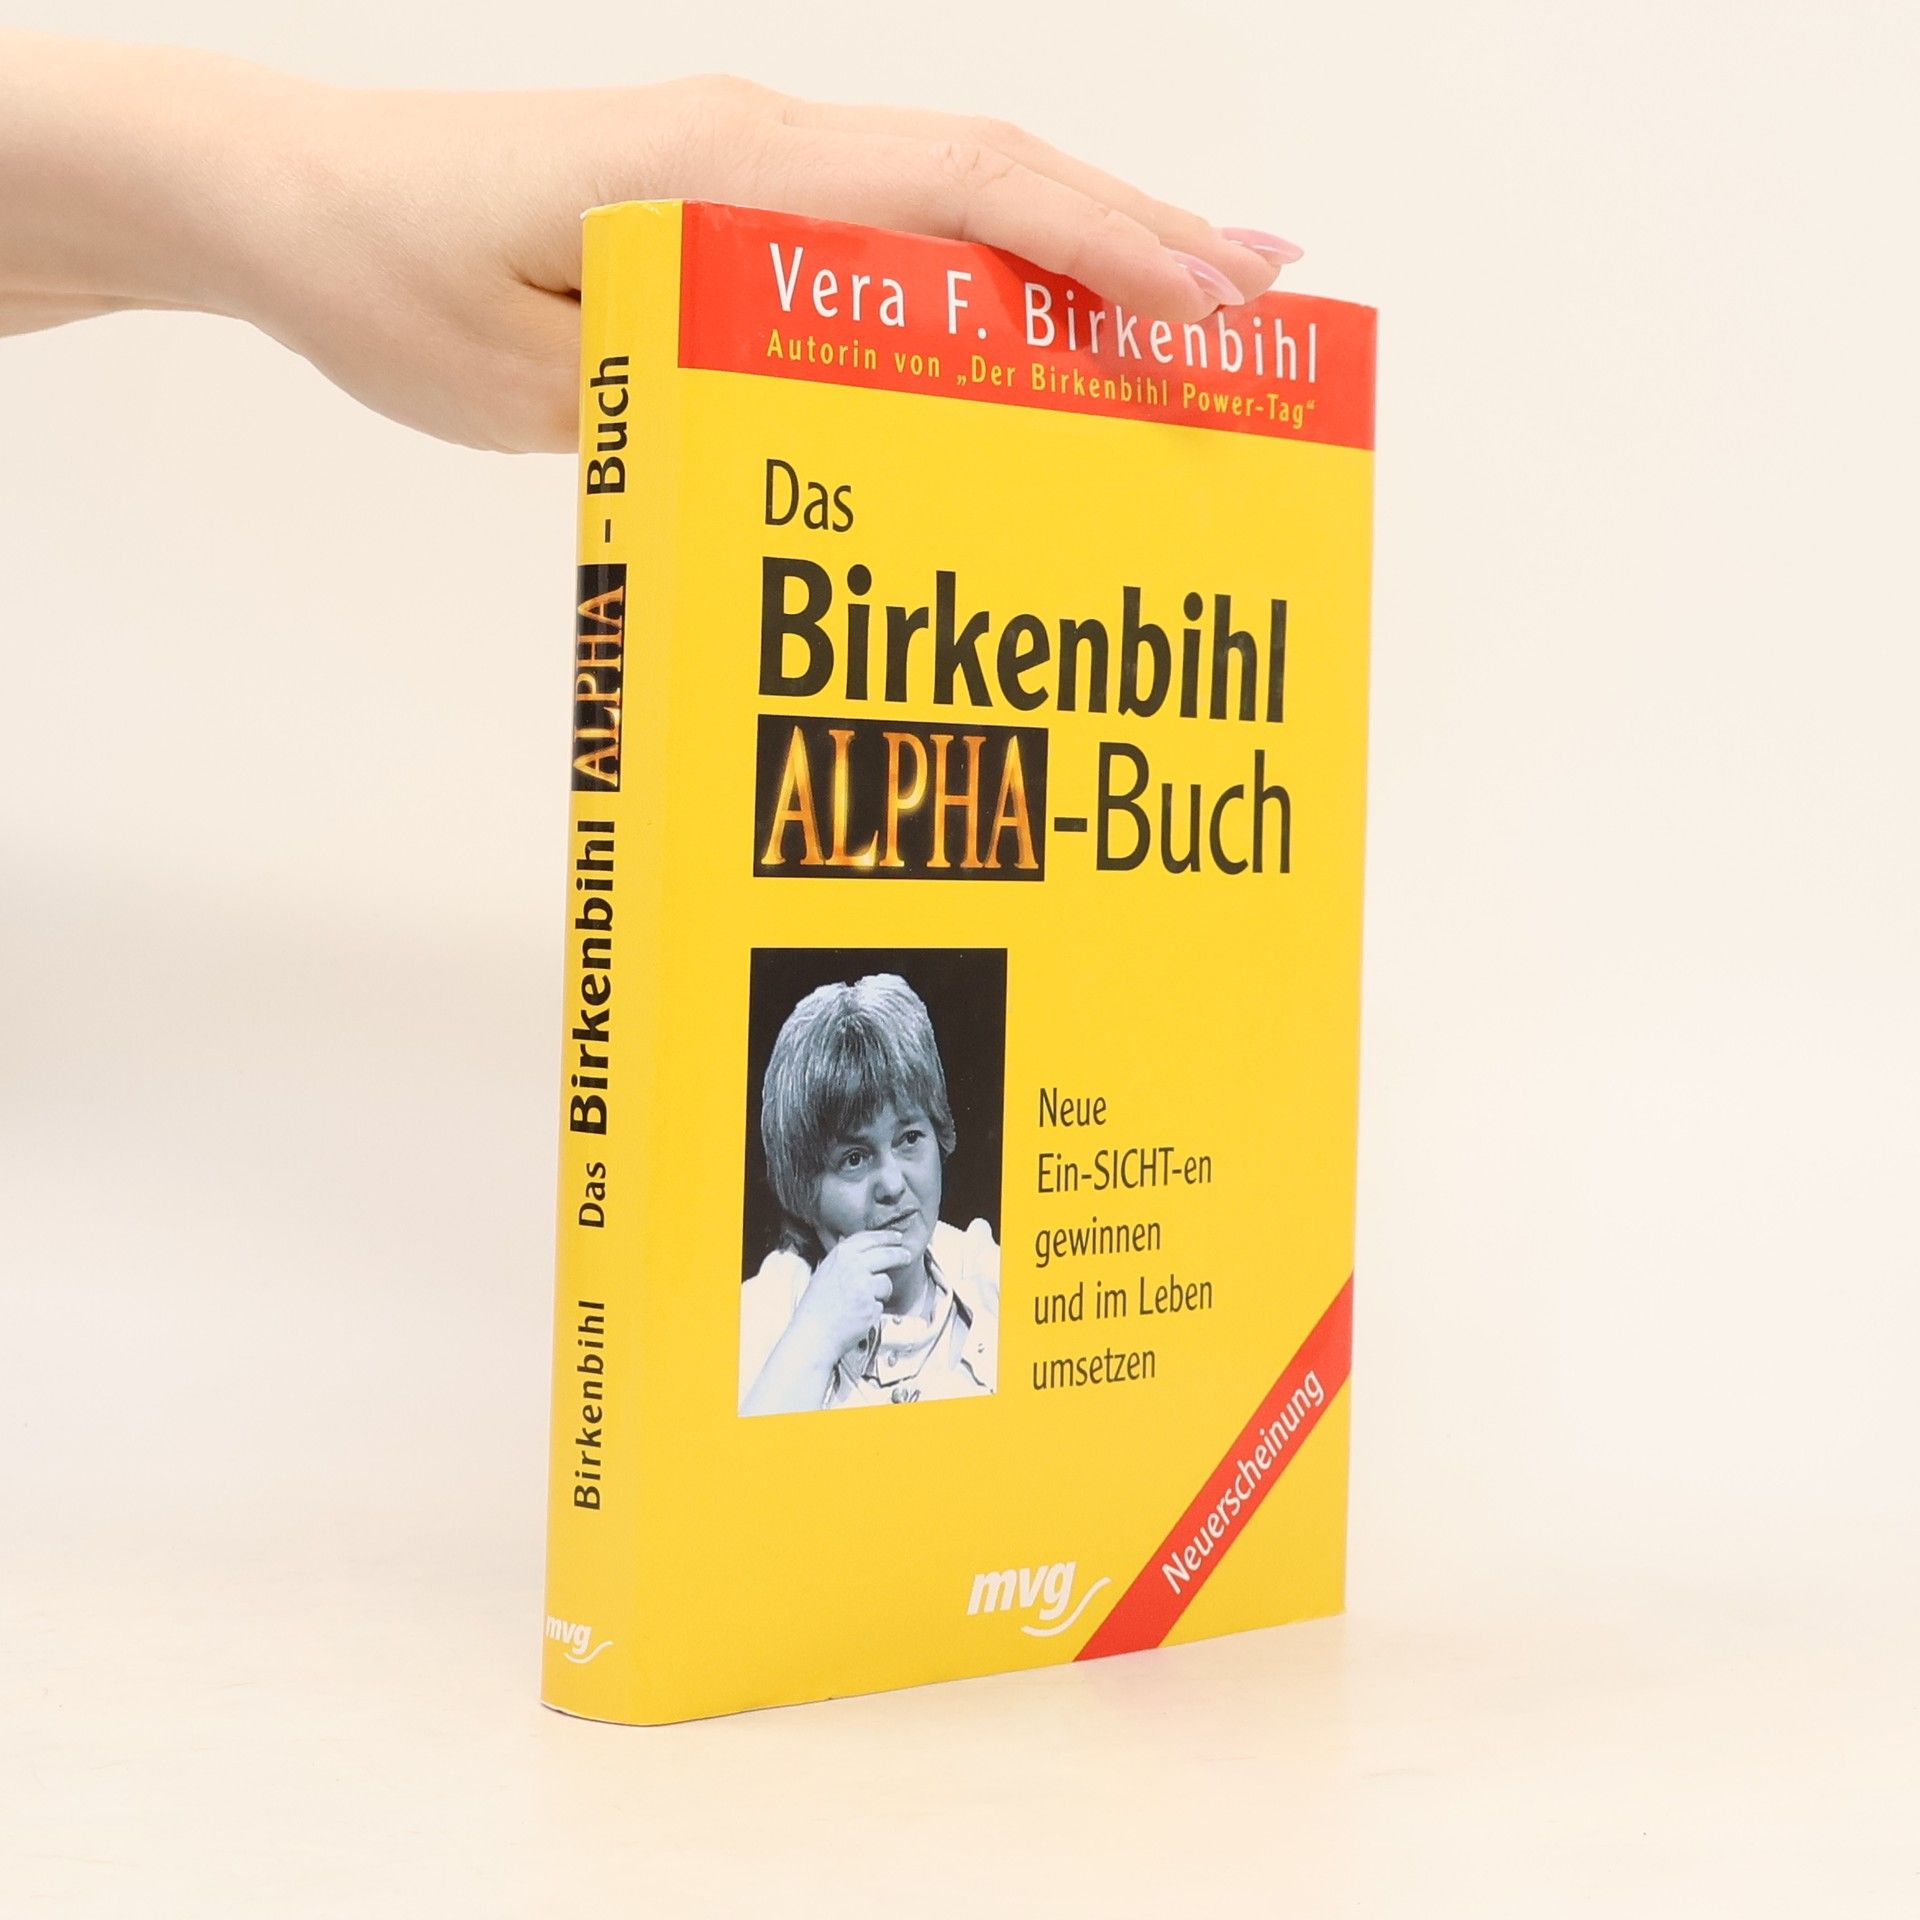 Vera F. Birkenbihl
Autorin von „Der Birkenbihl Power-Tag“
Das
Birkenbihl
ALPHA-Buch
Neue
Ein-SICHT-en
gewinnen
und im Leben
umsetzen
Neuerscheinung
mvg
Birkenbihl Das Birkenbihl ALPHA - Buch
mvg